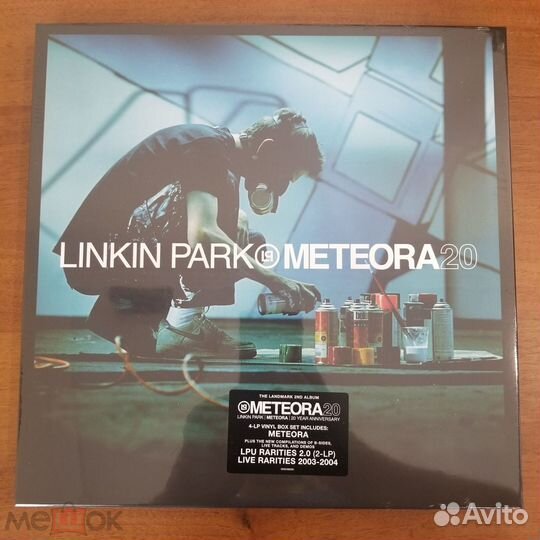 LINKIN PARK METEORA20
THE LANDMARK 2ND ALBUM
METEORA20
LINKIN PARK | METEORA | 20 YEAR ANNIVERSARY
4-LP VINYL BOX SET INCLUDES:
METEORA
PLUS THE NEW COMPILATIONS OF B-SIDES,
LIVE TRACKS, AND DEMOS
LPU RARITIES 2.0 (2-LP)
LIVE RARITIES 2003-2004
мешок
Avito